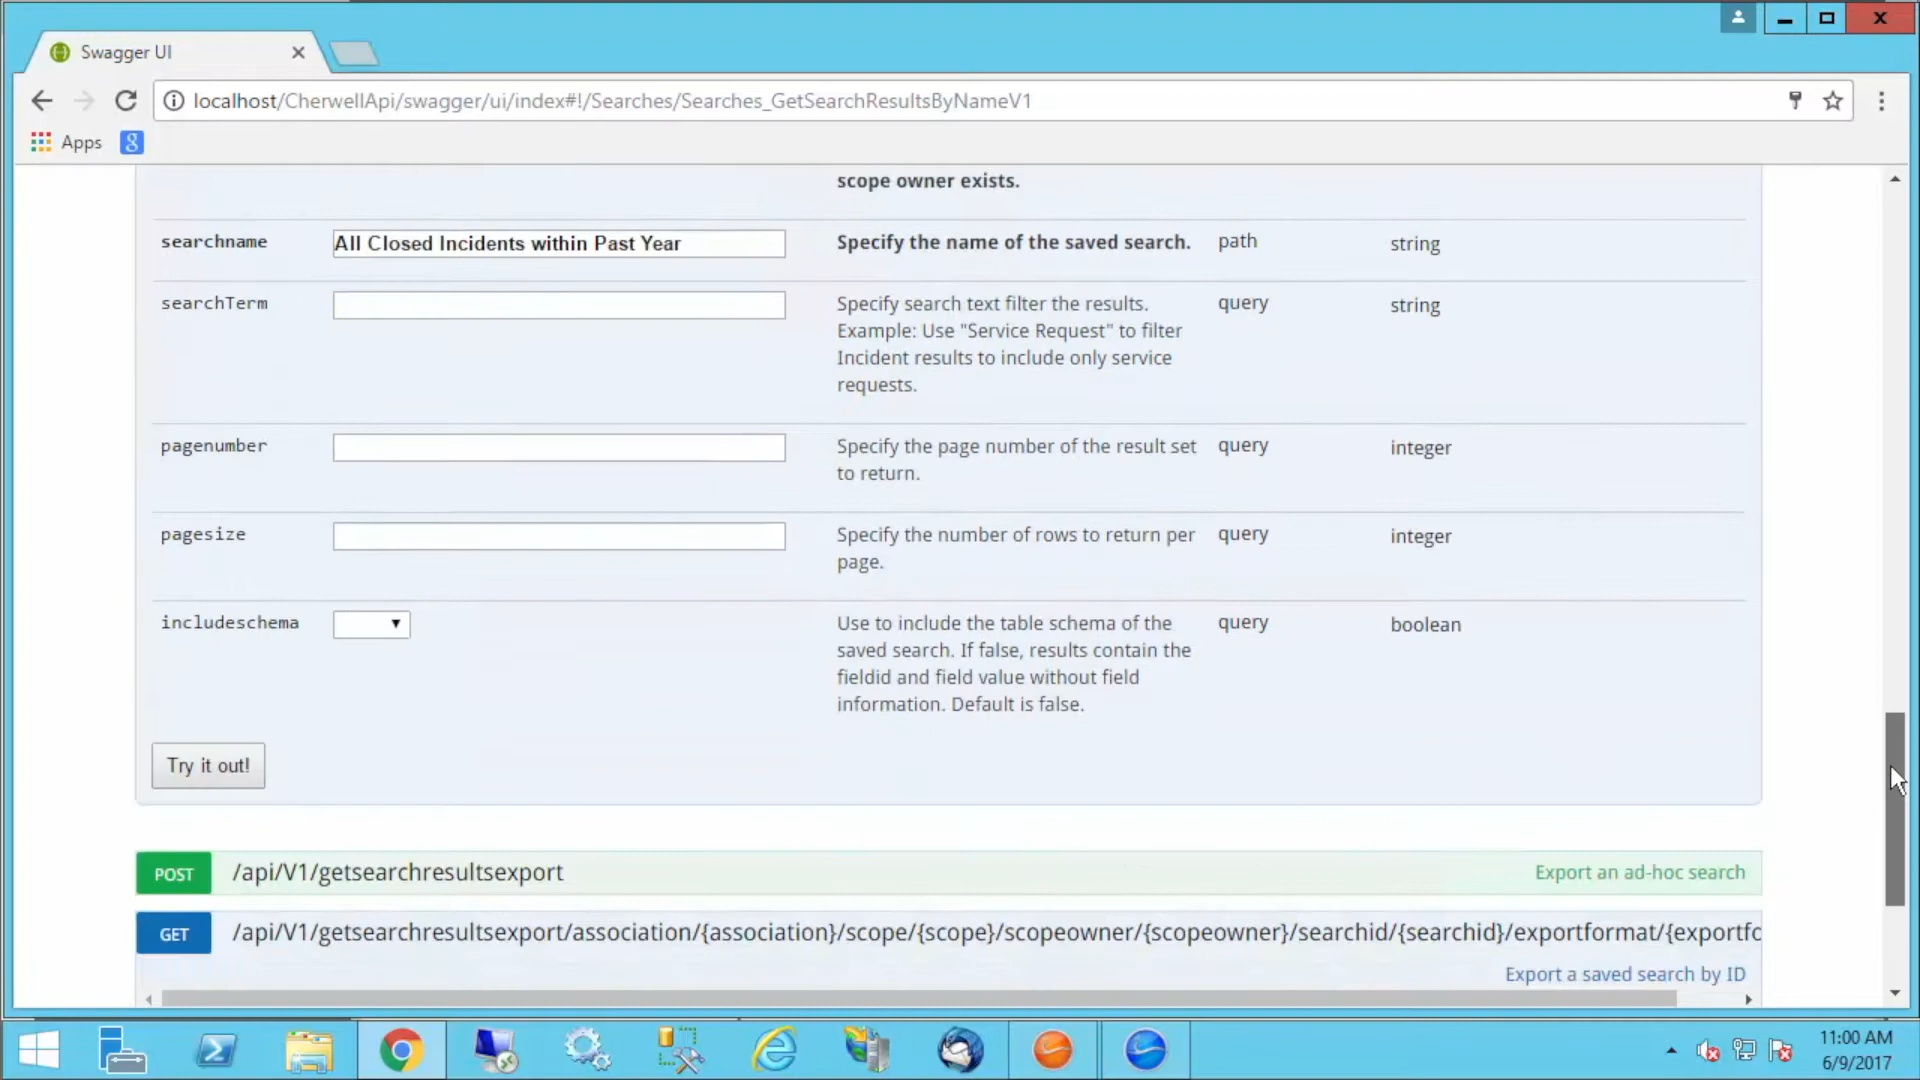 Swagger UI
localhost/CherwellApi/swagger/ui/index#!/Searches/Searches_GetSearchResultsByNameV1
Apps
scope owner exists.
searchname
All Closed Incidents within Past Year
Specify the name of the saved search.
path
string
searchTerm
Specify search text filter the results.
Example: Use "Service Request" to filter
Incident results to include only service
requests.
query
string
pagenumber
Specify the page number of the result set
to return.
query
integer
pagesize
Specify the number of rows to return per
page.
query
integer
includeschema
Use to include the table schema of the
saved search. If false, results contain the
fieldid and field value without field
information. Default is false.
query
boolean
Try it out!
POST
/api/V1/getsearchresultsexport
Export an ad-hoc search
GET
/api/V1/getsearchresultsexport/association/{association}/scope/{scope}/scopeowner/{scopeowner}/searchid/{searchid}/exportformat/{exportfo
Export a saved search by ID
11:00 AM
6/9/2017